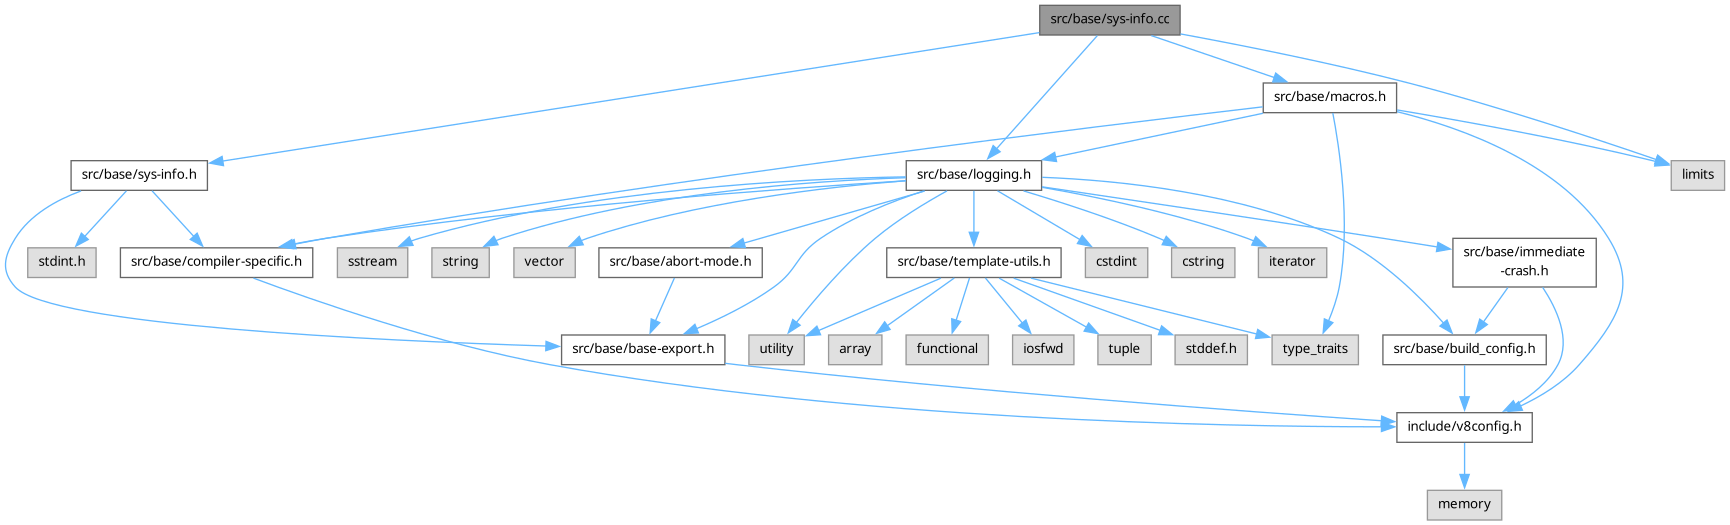 src/base/sys-info.cc
src/base/macros.h
src/base/sys-info.h
src/base/logging.h
limits
stdint.h
src/base/compiler-specific.h
sstream
string
vector
src/base/abort-mode.h
src/base/template-utils.h
cstdint
cstring
iterator
src/base/immediate
-crash.h
src/base/base-export.h
utility
array
functional
iosfwd
tuple
stddef.h
type_traits
src/base/build_config.h
include/v8config.h
memory